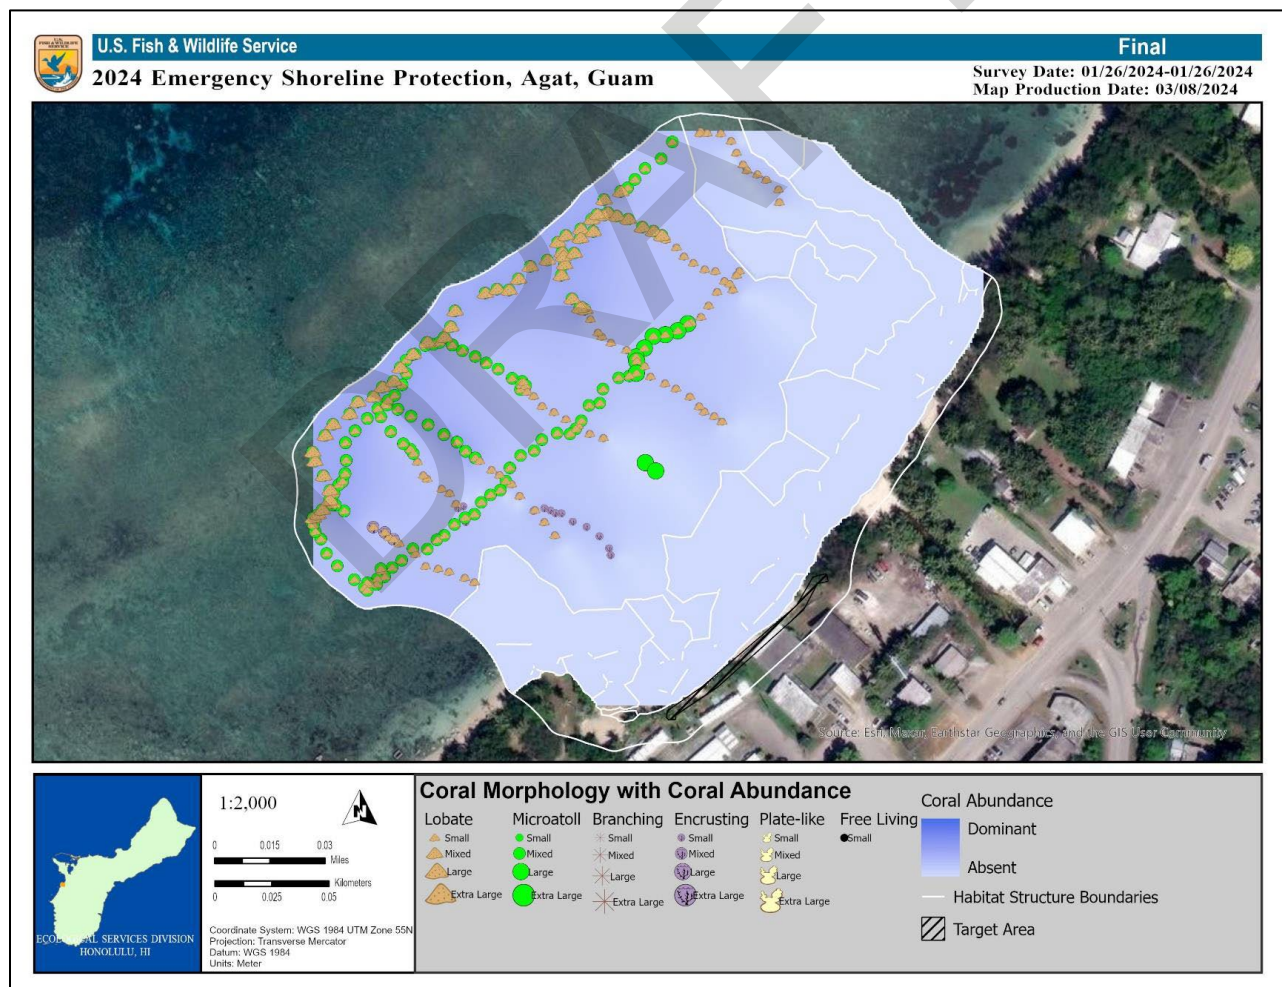 U.S. Fish & Wildlife Service
Final
2024 Emergency Shoreline Protection, Agat, Guam
Survey Date: 01/26/2024-01/26/2024
Map Production Date: 03/08/2024
DRAFT
Source: Esri, Maxar, Earthstar Geographics, and the GIS User Community
ECOLOGICAL SERVICES DIVISION
HONOLULU, HI
1:2,000
N
0 0.015 0.03
Miles
Kilometers
0 0.025 0.05
Coordinate System: WGS 1984 UTM Zone 55N
Projection: Transverse Mercator
Datum: WGS 1984
Units: Meter
Coral Morphology with Coral Abundance
Lobate Microatoll Branching Encrusting Plate-like Free Living
Small Small Small Small Small Small
Mixed Mixed Mixed Mixed Mixed
Large Large Large Large Large
Extra Large Extra Large Extra Large Extra Large Extra Large
Coral Abundance
Dominant
Absent
Habitat Structure Boundaries
Target Area